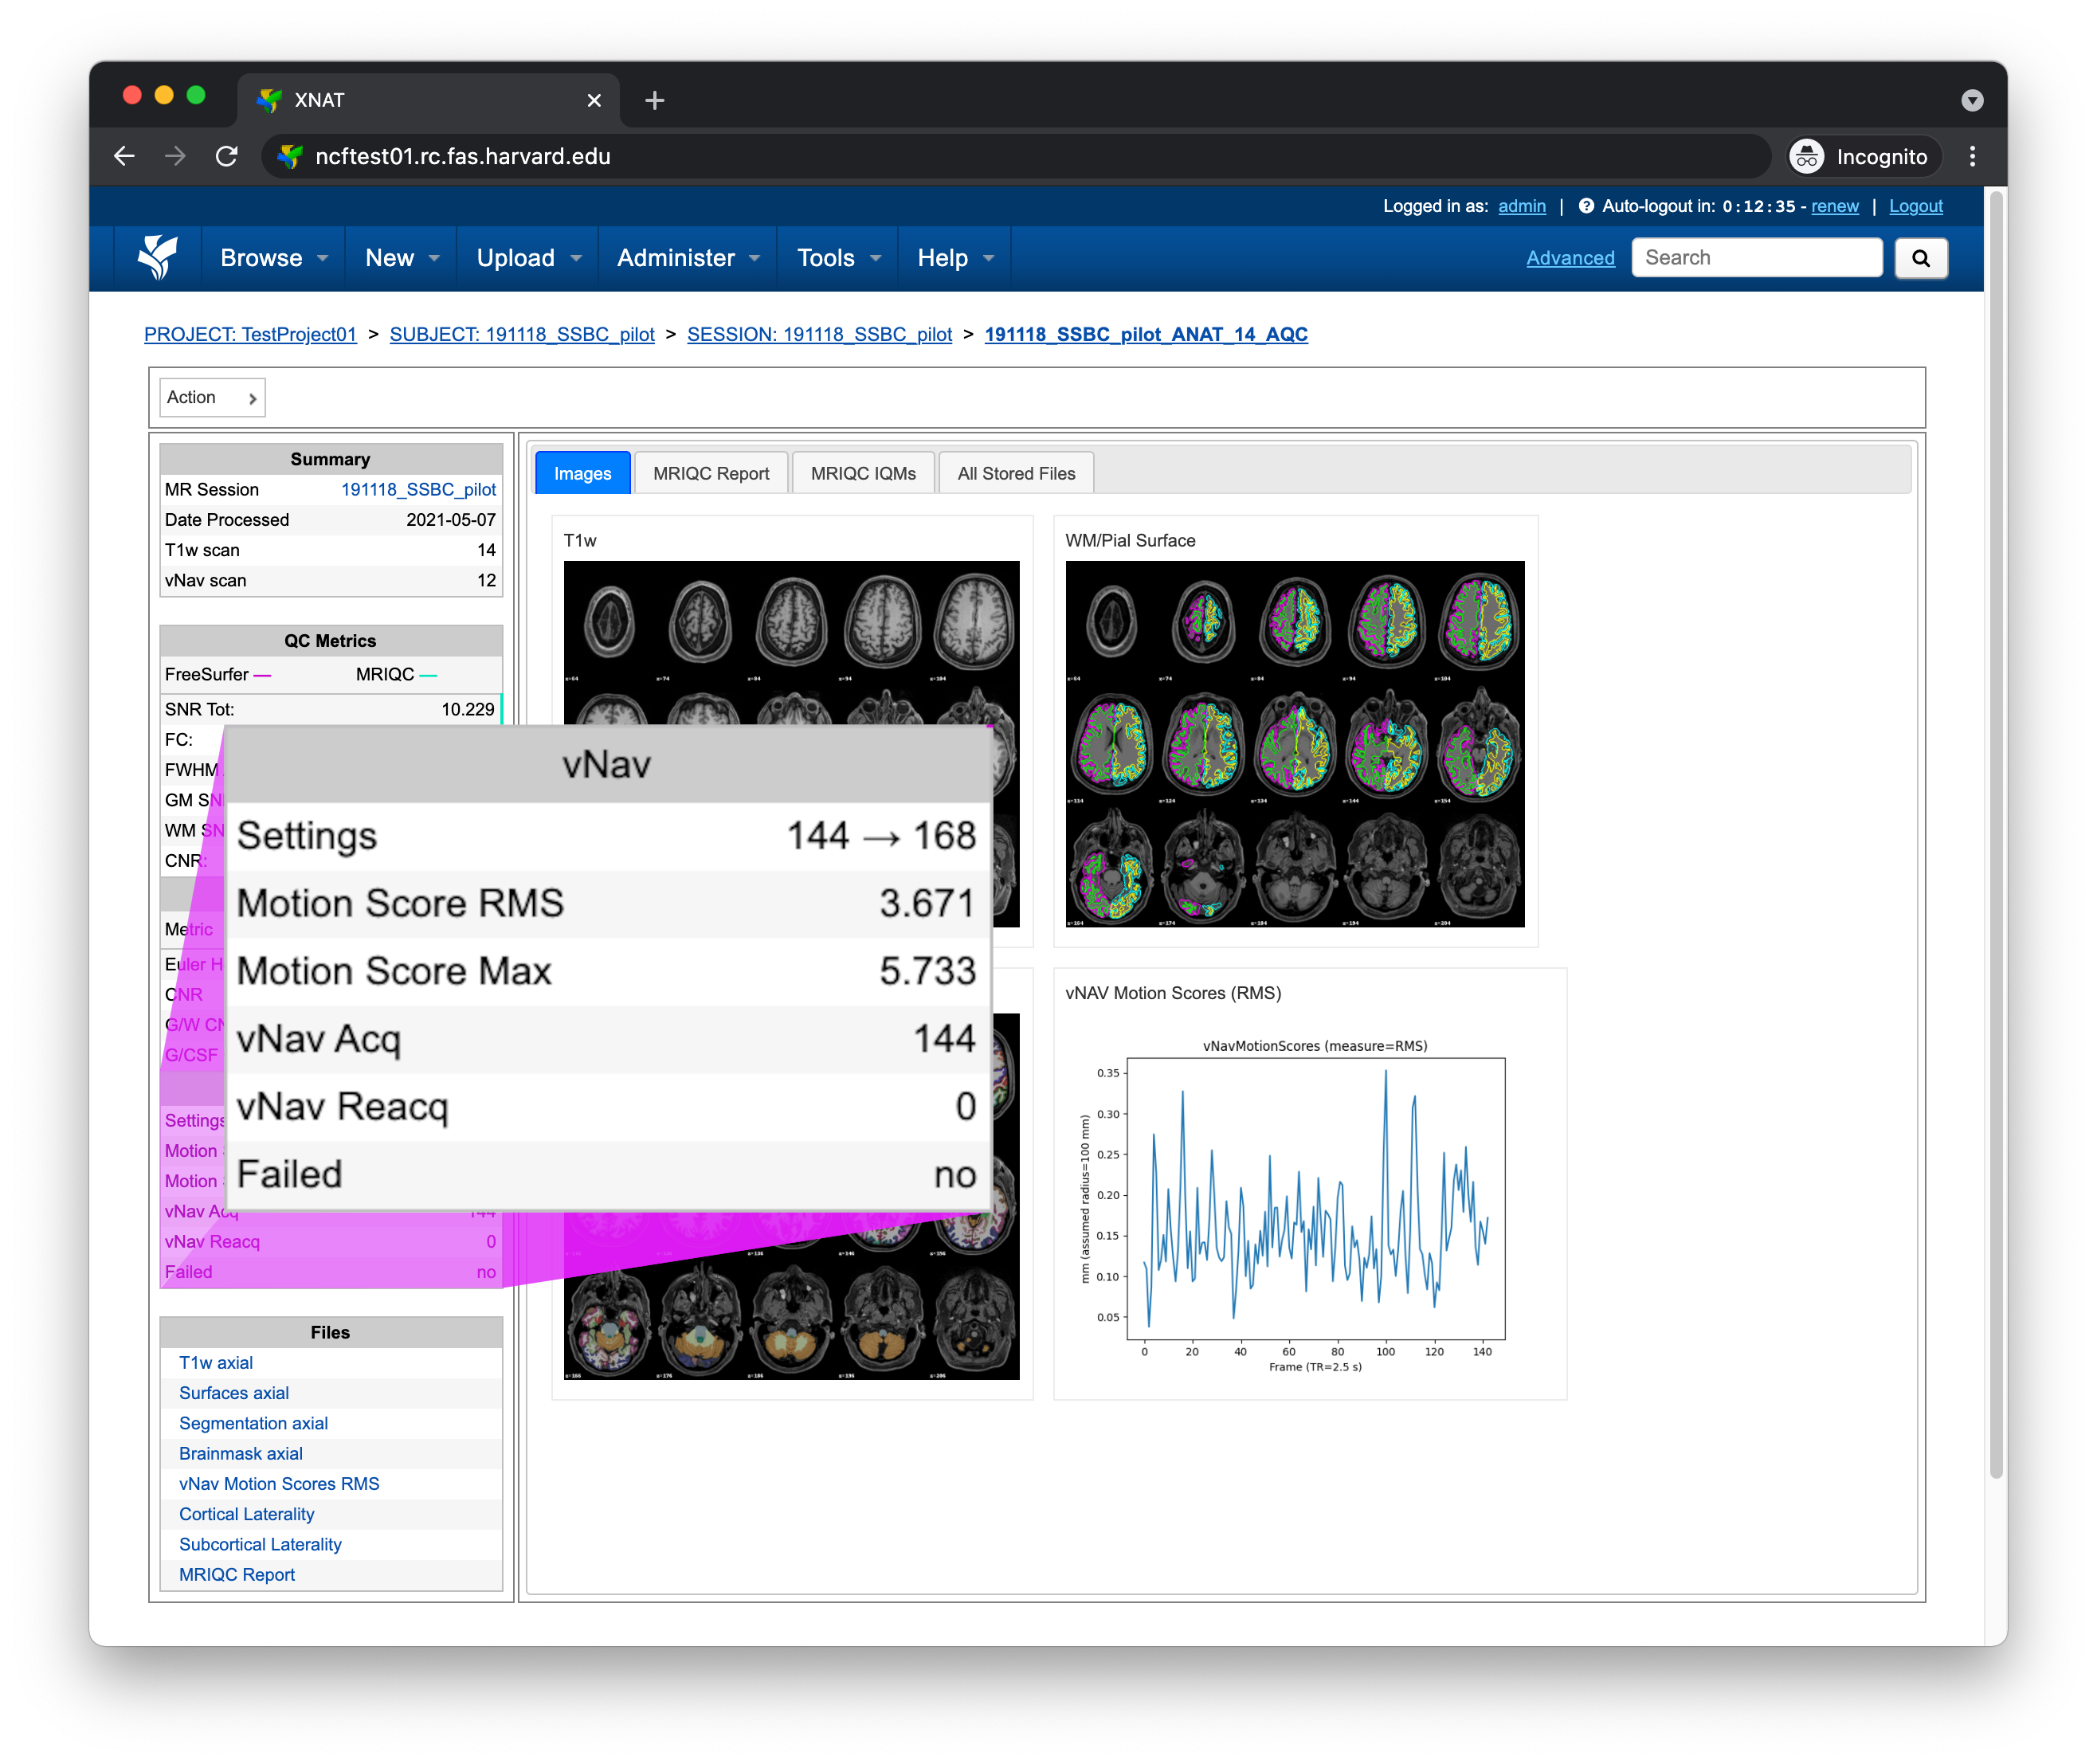 XNAT
ncftest01.rc.fas.harvard.edu
Incognito
Logged in as: admin | Auto-logout in: 0:12:35 - renew | Logout
Browse New Upload Administer Tools Help Advanced Search
PROJECT: TestProject01 > SUBJECT: 191118_SSBC_pilot > SESSION: 191118_SSBC_pilot > 191118_SSBC_pilot_ANAT_14_AQC
Action
Summary
MR Session 191118_SSBC_pilot
Date Processed 2021-05-07
T1w scan 14
vNav scan 12
QC Metrics
FreeSurfer — MRIQC —
SNR Tot: 10.229
FC:
FWHM
GM
WM
CNR:
Metric
Euler
CNR
G/W
G/CSF
Settings
Motion
Motion
vNav Acq 144
vNav Reacq 0
Failed no
vNav
Settings 144 → 168
Motion Score RMS 3.671
Motion Score Max 5.733
vNav Acq 144
vNav Reacq 0
Failed no
Files
T1w axial
Surfaces axial
Segmentation axial
Brainmask axial
vNav Motion Scores RMS
Cortical Laterality
Subcortical Laterality
MRIQC Report
Images MRIQC Report MRIQC IQMs All Stored Files
T1w
WM/Pial Surface
vNAV Motion Scores (RMS)
vNavMotionScores (measure=RMS)
mm (assumed radius=100 mm)
0.35
0.30
0.25
0.20
0.15
0.10
0.05
0 20 40 60 80 100 120 140
Frame (TR=2.5 s)